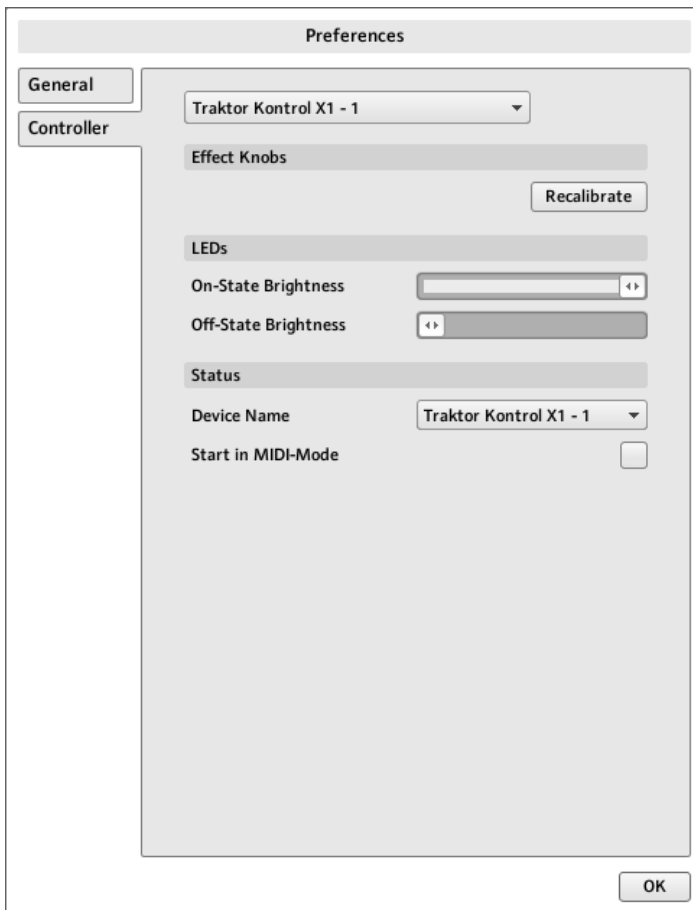 Preferences
General
Controller
Traktor Kontrol X1 - 1
Effect Knobs
Recalibrate
LEDs
On-State Brightness
Off-State Brightness
Status
Device Name Traktor Kontrol X1 - 1
Start in MIDI-Mode
OK